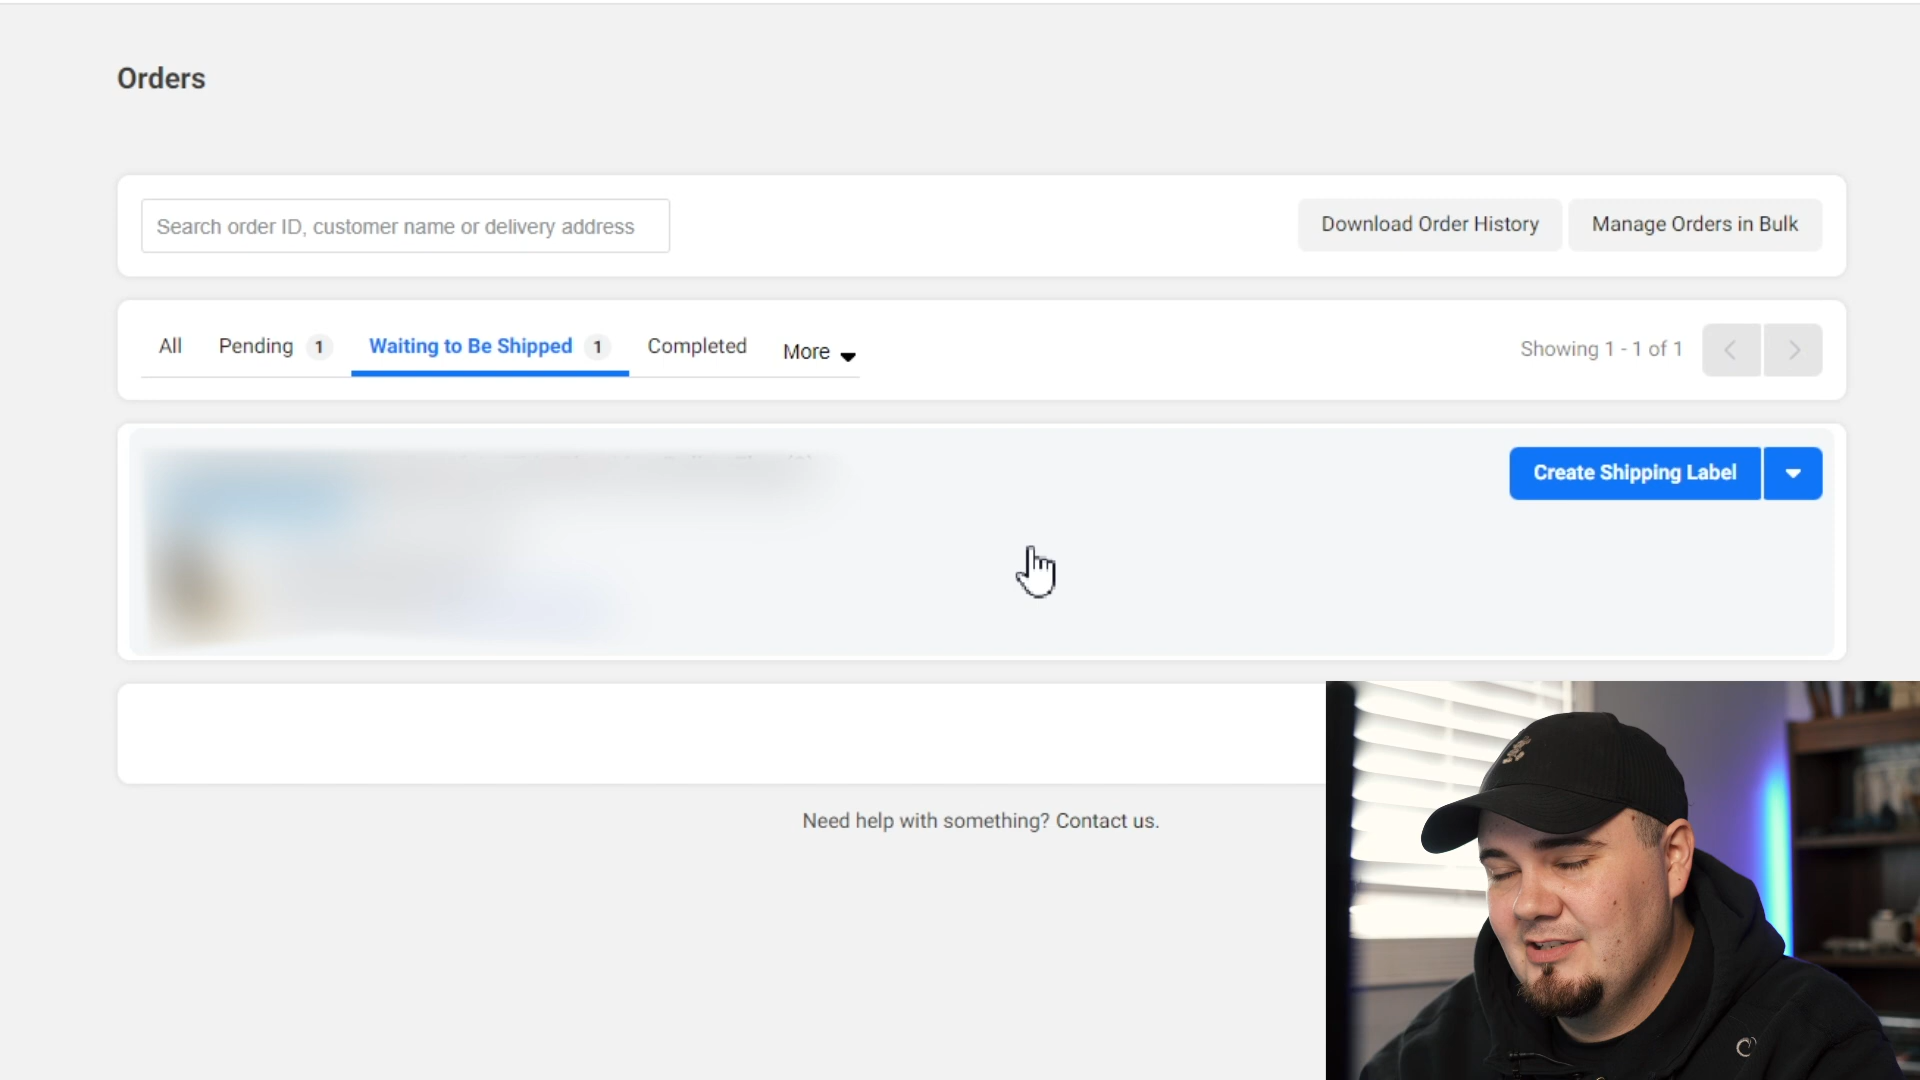 Orders
Search order ID, customer name or delivery address
Download Order History
Manage Orders in Bulk
All
Pending 1
Waiting to Be Shipped 1
Completed
More
Showing 1 - 1 of 1
Create Shipping Label
Need help with something? Contact us.